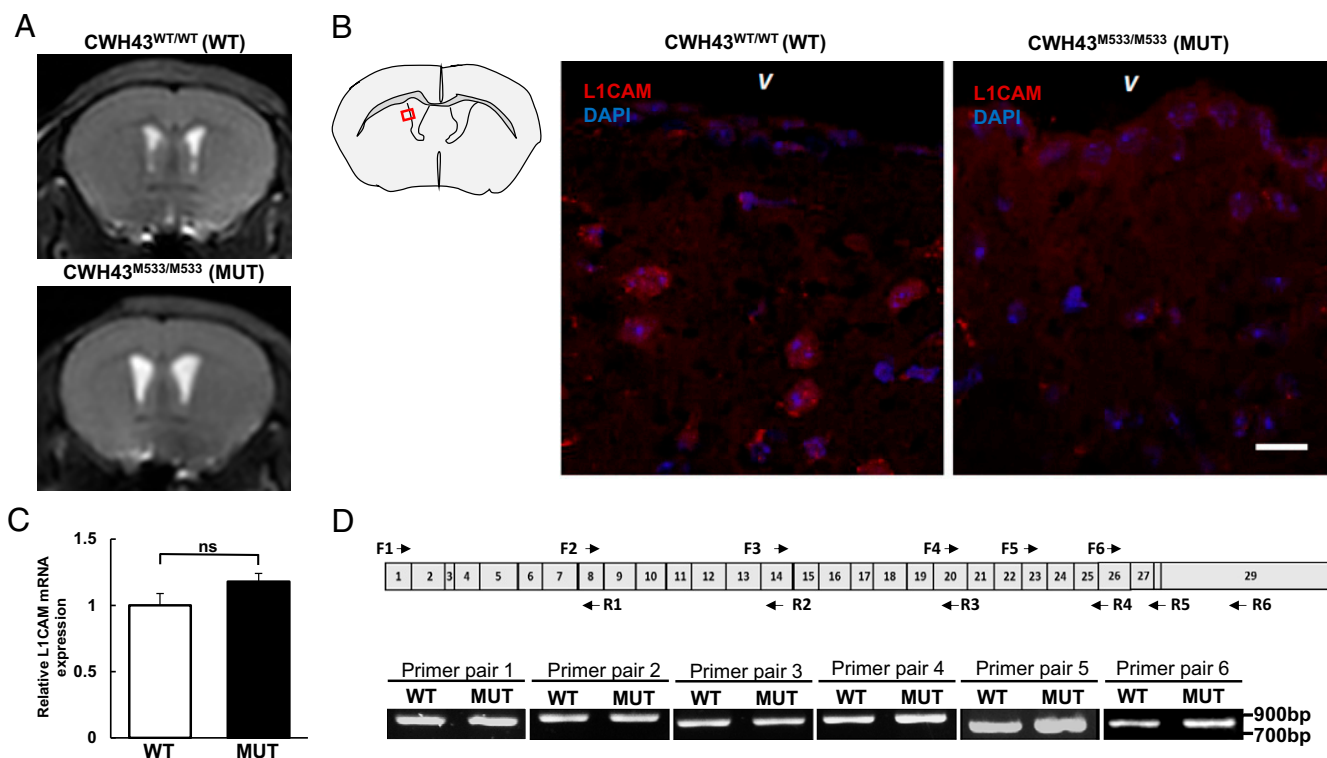 A
CWH43WT/WT (WT)
CWH43M533/M533 (MUT)
B
CWH43WT/WT (WT)
V
L1CAM
DAPI
CWH43M533/M533 (MUT)
V
L1CAM
DAPI
C
Relative L1CAM mRNA
expression
1.5
1
0.5
0
ns
WT
MUT
D
F1 F2 F3 F4 F5 F6
1 2 3 4 5 6 7 8 9 10 11 12 13 14 15 16 17 18 19 20 21 22 23 24 25 26 27 29
R1 R2 R3 R4 R5 R6
Primer pair 1 Primer pair 2 Primer pair 3 Primer pair 4 Primer pair 5 Primer pair 6
WT MUT WT MUT WT MUT WT MUT WT MUT WT MUT
900bp
700bp